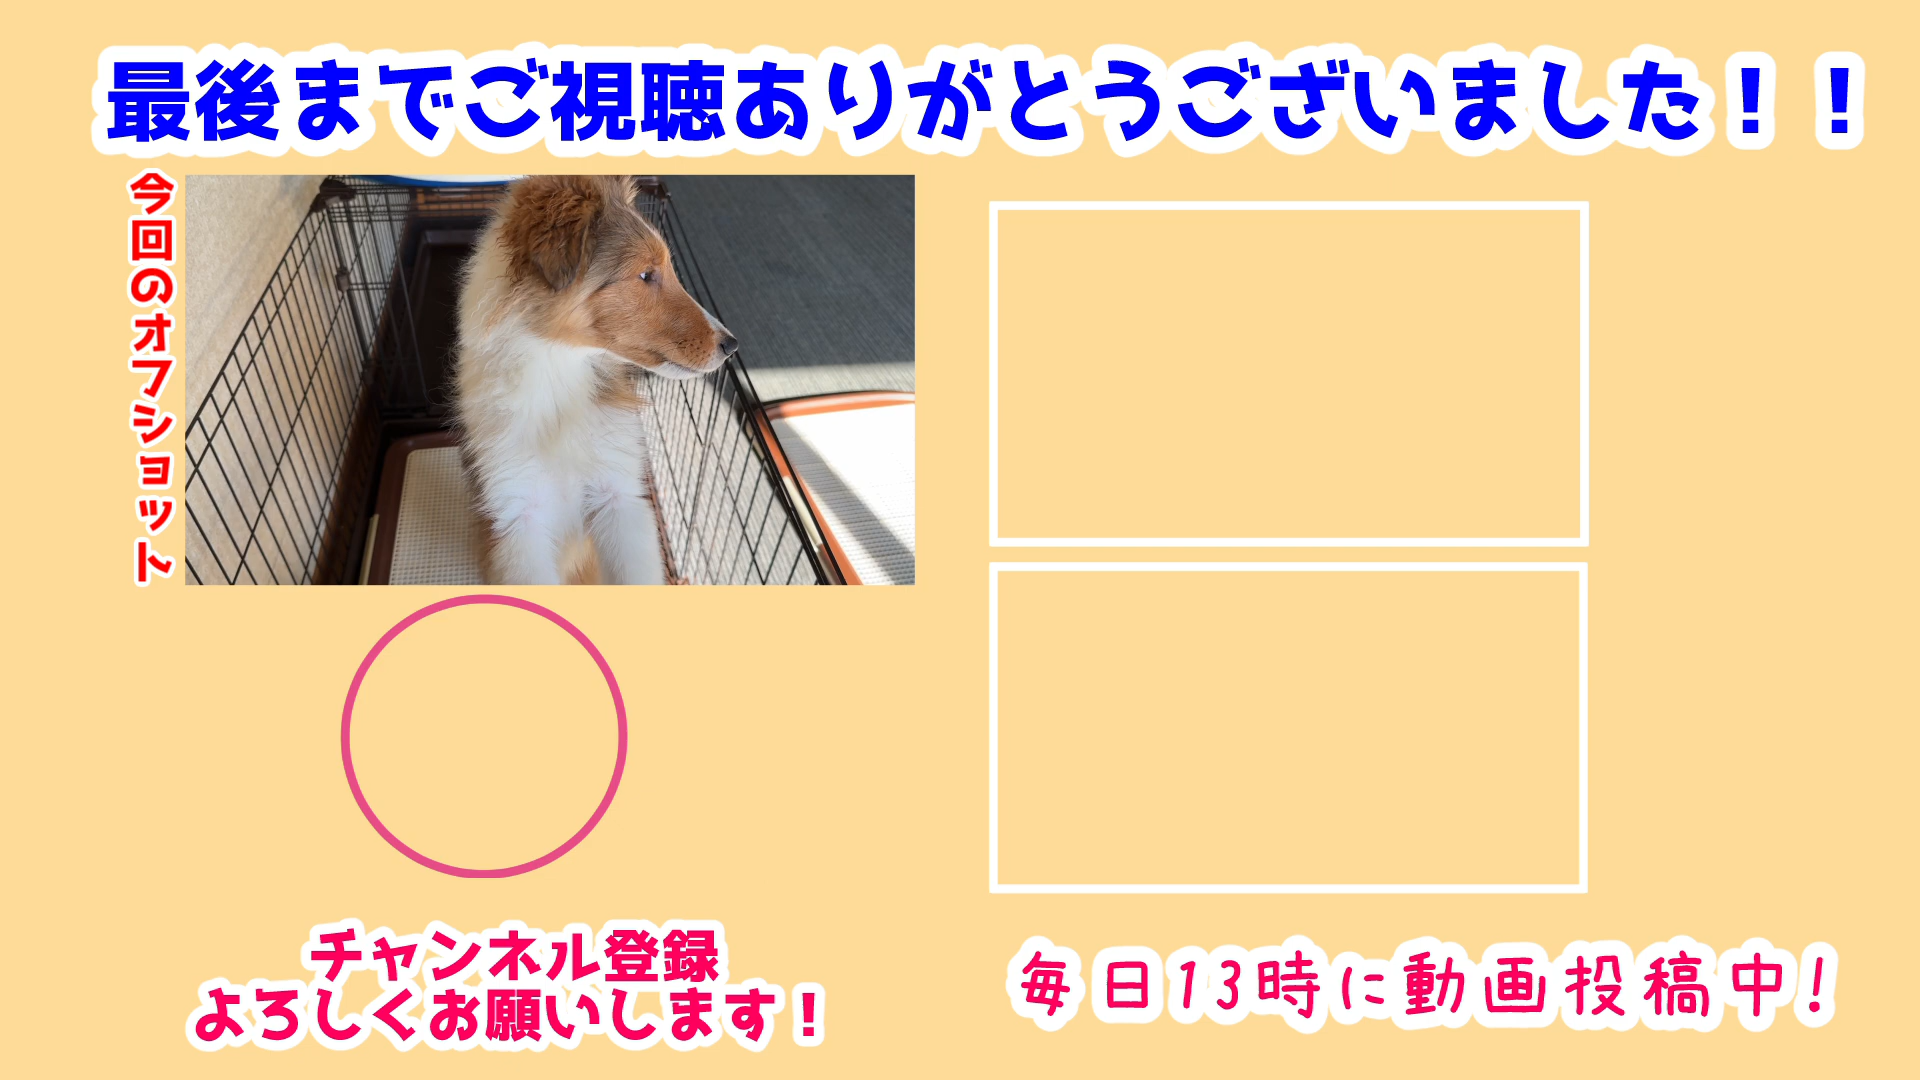 最後までご視聴ありがとうございました！！
今回のオフショット
チャンネル登録
よろしくお願いします！
毎日13時に動画投稿中！